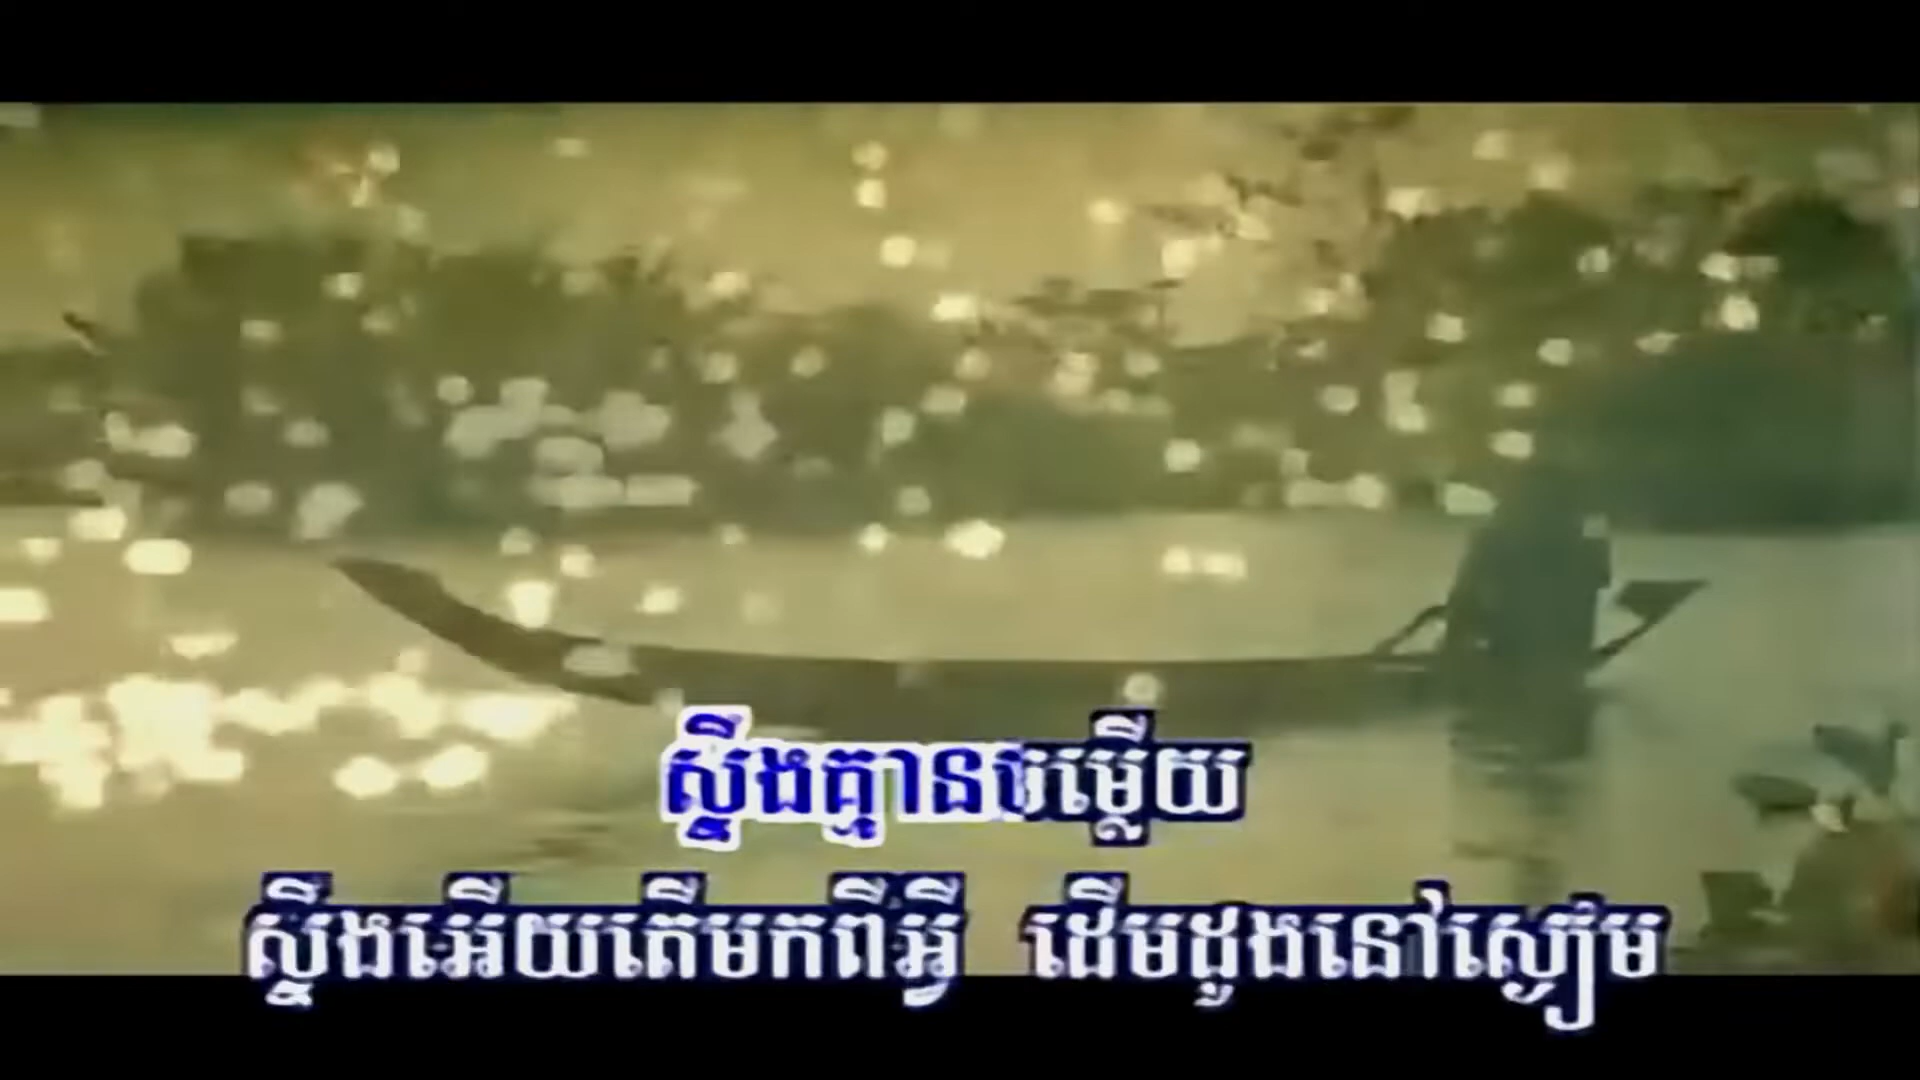 ស្ទឹងគ្មានចម្លើយ
ស្ទឹងអើយតើមកពីអ្វី ដើមដូងនៅស្ងៀម